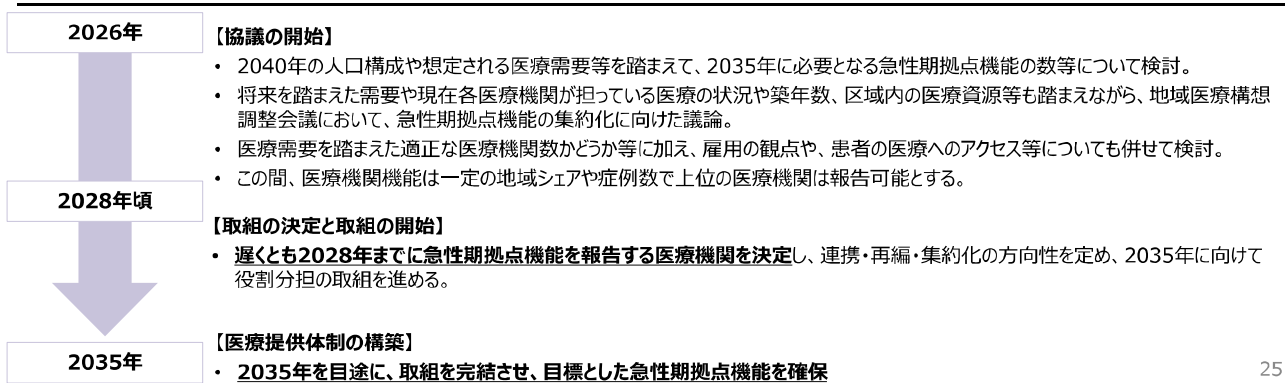 2026年
【協議の開始】
• 2040年の人口構成や想定される医療需要等を踏まえて、2035年に必要となる急性期拠点機能の数等について検討。
• 将来を踏まえた需要や現在各医療機関が担っている医療の状況や築年数、区域内の医療資源等も踏まえながら、地域医療構想
調整会議において、急性期拠点機能の集約化に向けた議論。
• 医療需要を踏まえた適正な医療機関数かどうか等に加え、雇用の観点や、患者の医療へのアクセス等についても併せて検討。
• この間、医療機関機能は一定の地域シェアや症例数で上位の医療機関は報告可能とする。
2028年頃
【取組の決定と取組の開始】
• 遅くとも2028年までに急性期拠点機能を報告する医療機関を決定し、連携・再編・集約化の方向性を定め、2035年に向けて
役割分担の取組を進める。
2035年
【医療提供体制の構築】
• 2035年を目途に、取組を完結させ、目標とした急性期拠点機能を確保
25